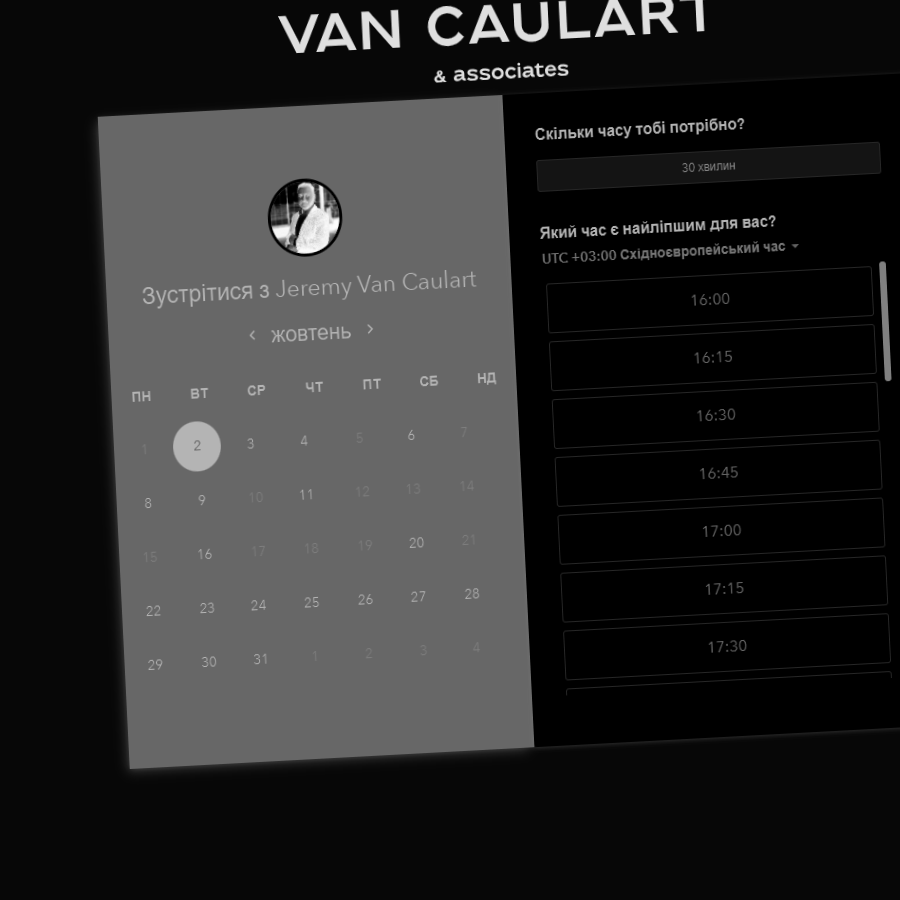 VAN CAULART
& associates
Зустрітися з Jeremy Van Caulart
жовтень
ПН ВТ СР ЧТ ПТ СБ НД
1 2 3 4 5 6 7
8 9 10 11 12 13 14
15 16 17 18 19 20 21
22 23 24 25 26 27 28
29 30 31 1 2 3 4
Скільки часу тобі потрібно?
30 хвилин
Який час є найліпшим для вас?
UTC +03:00 Східноєвропейський час
16:00
16:15
16:30
16:45
17:00
17:15
17:30